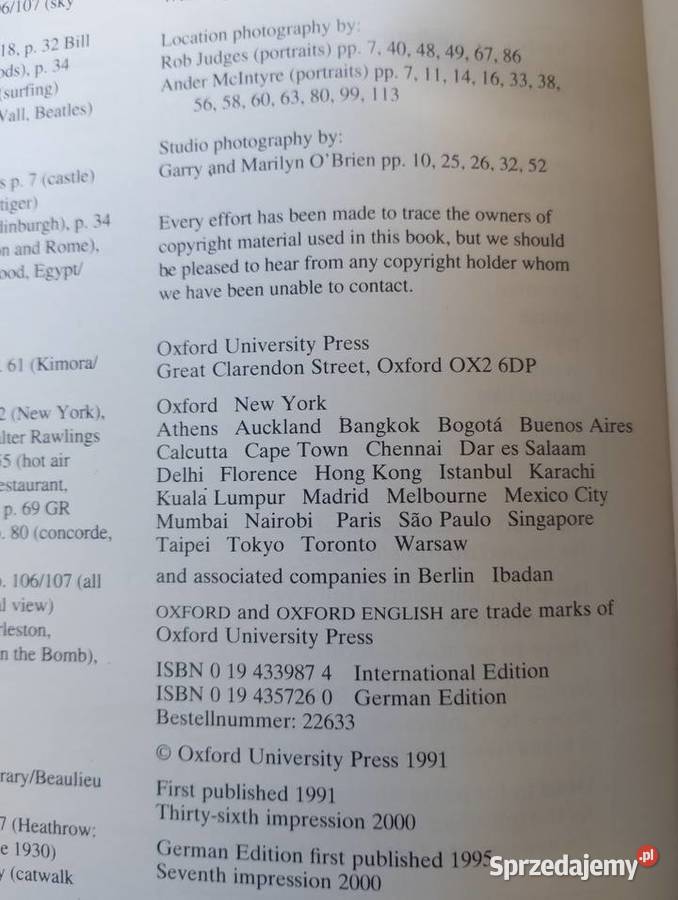 06/107 (sky
18, p. 32 Bill
ods), p. 34
(surfing)
Wall, Beatles)
s p. 7 (castle)
tiger)
dinburgh), p. 34
on and Rome),
ood, Egypt/
. 61 (Kimora/
2 (New York),
alter Rawlings
55 (hot air
estaurant,
p. 69 GR
p. 80 (concorde,
p. 106/107 (all
al view)
rleston,
n the Bomb),
rary/Beaulieu
7 (Heathrow;
e 1930)
y (catwalk
Location photography by:
Rob Judges (portraits) pp. 7, 40, 48, 49, 67, 86
Ander McIntyre (portraits) pp. 7, 11, 14, 16, 33, 38,
56, 58, 60, 63, 80, 99, 113
Studio photography by:
Garry and Marilyn O'Brien pp. 10, 25, 26, 32, 52
Every effort has been made to trace the owners of
copyright material used in this book, but we should
be pleased to hear from any copyright holder whom
we have been unable to contact.
Oxford University Press
Great Clarendon Street, Oxford OX2 6DP
Oxford New York
Athens Auckland Bangkok Bogotá Buenos Aires
Calcutta Cape Town Chennai Dar es Salaam
Delhi Florence Hong Kong Istanbul Karachi
Kuala Lumpur Madrid Melbourne Mexico City
Mumbai Nairobi Paris São Paulo Singapore
Taipei Tokyo Toronto Warsaw
and associated companies in Berlin Ibadan
OXFORD and OXFORD ENGLISH are trade marks of
Oxford University Press
ISBN 0 19 433987 4 International Edition
ISBN 0 19 435726 0 German Edition
Bestellnummer: 22633
© Oxford University Press 1991
First published 1991
Thirty-sixth impression 2000
German Edition first published 1995
Seventh impression 2000
Sprzedajemy.pl